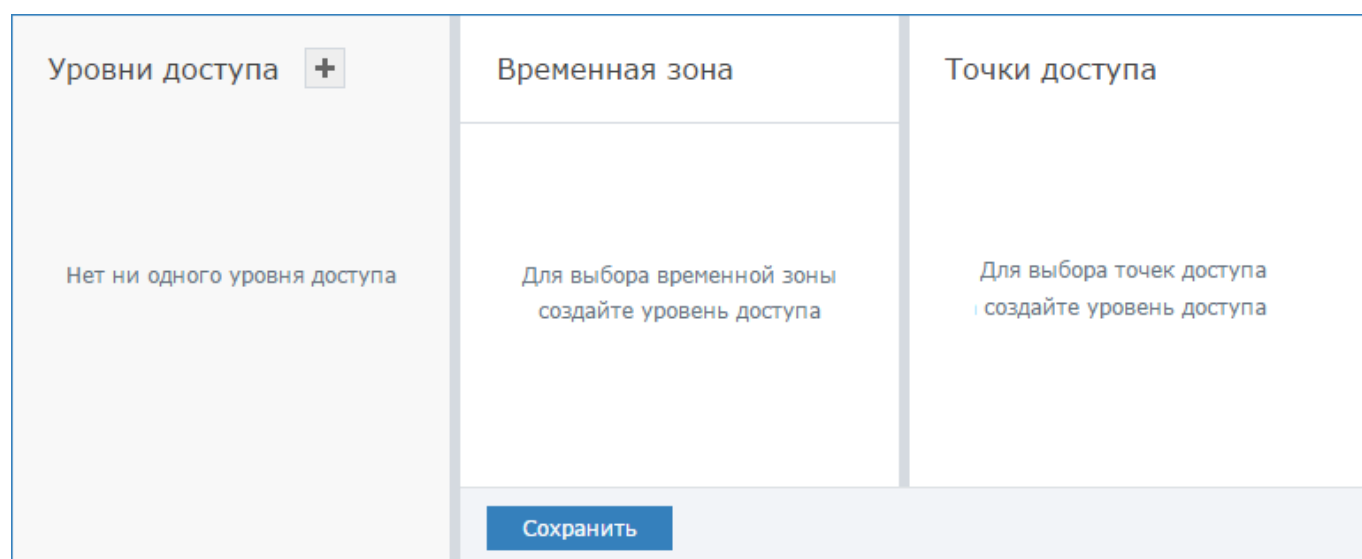 Уровни доступа +
Нет ни одного уровня доступа
Временная зона
Для выбора временной зоны
создайте уровень доступа
Точки доступа
Для выбора точек доступа
создайте уровень доступа
Сохранить